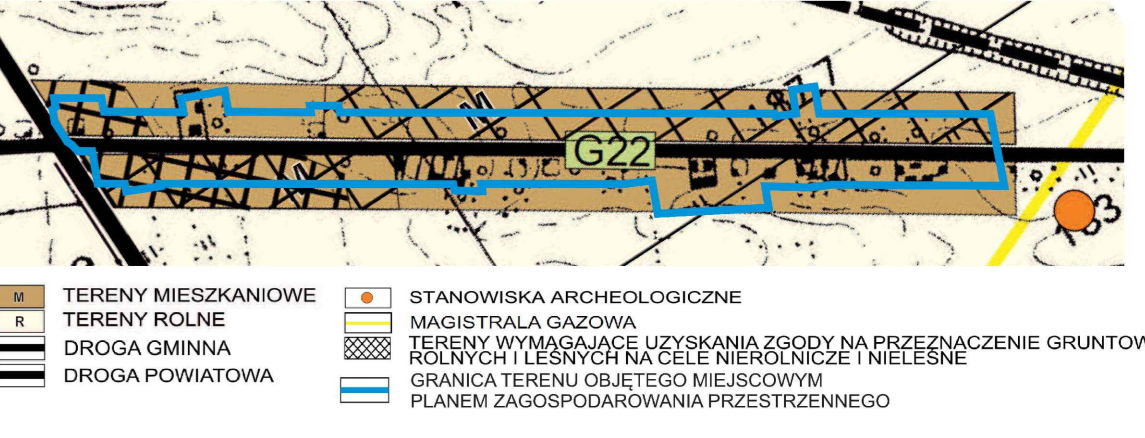 M
G22
M TERENY MIESZKANIOWE
R TERENY ROLNE
DROGA GMINNA
DROGA POWIATOWA
STANOWISKA ARCHEOLOGICZNE
MAGISTRALA GAZOWA
TERENY WYMAGAJĄCE UZYSKANIA ZGODY NA PRZEZNACZENIE GRUNTÓW
ROLNYCH I LEŚNYCH NA CELE NIEROLNICZE I NIELEŚNE
GRANICA TERENU OBJĘTEGO MIEJSCOWYM
PLANEM ZAGOSPODAROWANIA PRZESTRZENNEGO